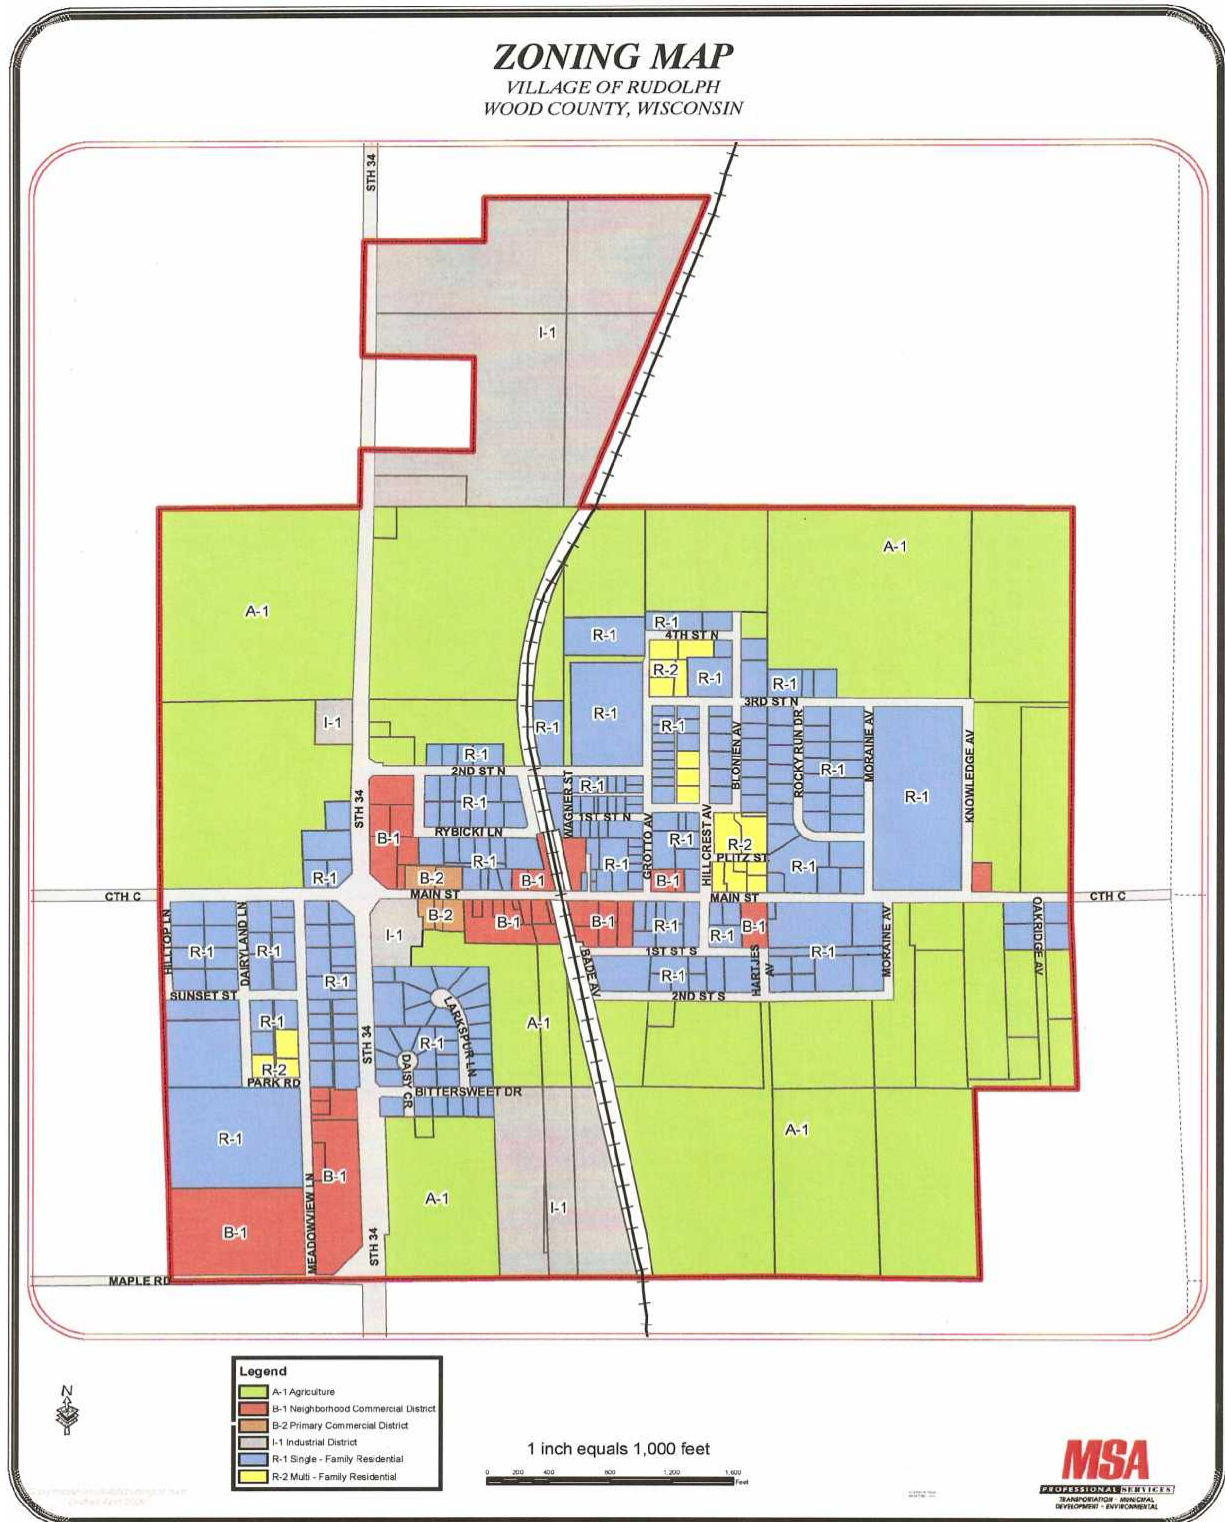 ZONING MAP
VILLAGE OF RUDOLPH
WOOD COUNTY, WISCONSIN
STH 34
I-1
A-1
A-1
R-1
R-1
4TH ST N
R-2
R-1
R-1
3RD ST N
I-1
R-1
R-1
R-1
BLONIEN AV
ROCKY RUN DR
MORAINE AV
KNOWLEDGE AV
R-1
2ND ST N
R-1
R-1
R-1
R-1
STH 34
WAGNER ST
1ST ST N
RYBICKI LN
B-1
R-1
R-1
GROTTO AV
R-1
HILLCREST AV
R-2
PLITZ ST
R-1
R-1
B-2
B-1
B-1
CTH C
MAIN ST
MAIN ST
CTH C
HILLTOP LN
DAIRYLAND LN
B-2
B-1
B-1
R-1
R-1
B-1
R-1
R-1
I-1
R-1
MORAINE AV
OAKRIDGE AV
1ST ST S
HARTJES AV
R-1
BADE AV
R-1
SUNSET ST
2ND ST S
R-1
R-2
PARK RD
STH 34
LARKSPUR LN
R-1
DAISY CR
A-1
BITTERSWEET DR
R-1
A-1
B-1
A-1
I-1
B-1
MEADOWVIEW LN
STH 34
MAPLE RD
N
Legend
A-1 Agriculture
B-1 Neighborhood Commercial District
B-2 Primary Commercial District
I-1 Industrial District
R-1 Single - Family Residential
R-2 Multi - Family Residential
1 inch equals 1,000 feet
0 200 400 800 1,200 1,600
Feet
MSA
PROFESSIONAL SERVICES
TRANSPORTATION · MUNICIPAL
DEVELOPMENT · ENVIRONMENTAL